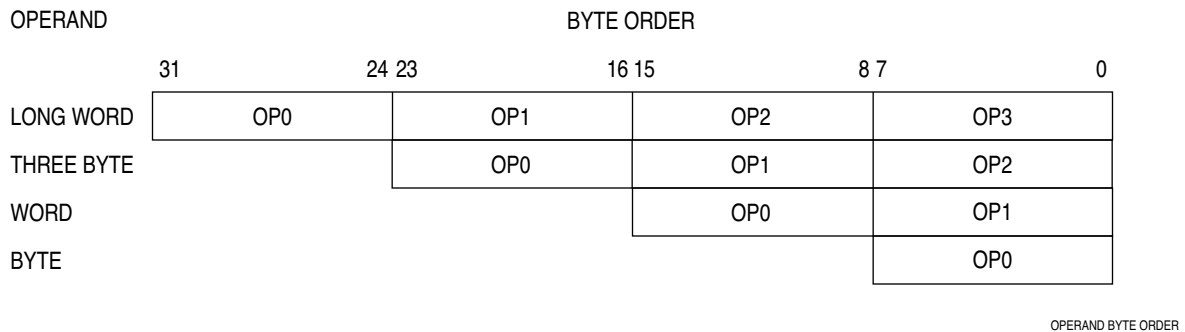 OPERAND BYTE ORDER
31 24 23 16 15 8 7 0
LONG WORD OP0 OP1 OP2 OP3
THREE BYTE OP0 OP1 OP2
WORD OP0 OP1
BYTE OP0
OPERAND BYTE ORDER